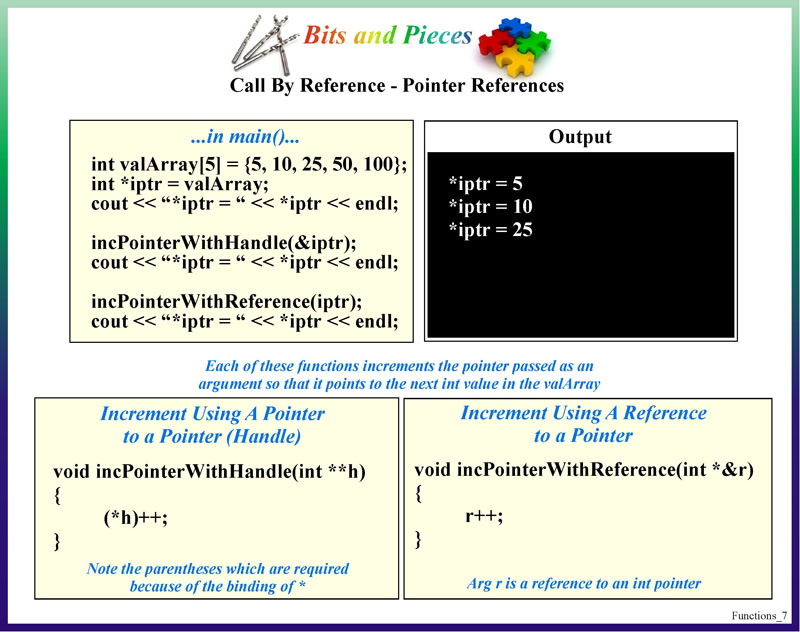 Bits and Pieces
Call By Reference - Pointer References
...in main()...
int valArray[5] = {5, 10, 25, 50, 100};
int *iptr = valArray;
cout << “*iptr = “ << *iptr << endl;
incPointerWithHandle(&iptr);
cout << “*iptr = “ << *iptr << endl;
incPointerWithReference(iptr);
cout << “*iptr = “ << *iptr << endl;
Output
*iptr = 5
*iptr = 10
*iptr = 25
Each of these functions increments the pointer passed as an
argument so that it points to the next int value in the valArray
Increment Using A Pointer
to a Pointer (Handle)
void incPointerWithHandle(int **h)
{
(*h)++;
}
Note the parentheses which are required
because of the binding of *
Increment Using A Reference
to a Pointer
void incPointerWithReference(int *&r)
{
r++;
}
Arg r is a reference to an int pointer
Functions_7